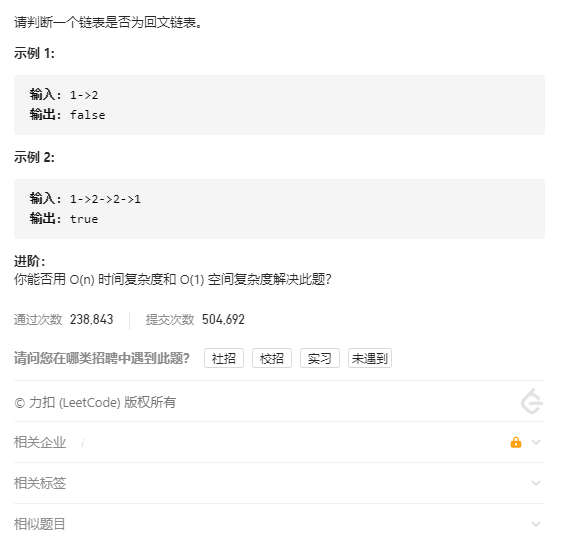 请判断一个链表是否为回文链表。
示例 1:
输入: 1->2
输出: false
示例 2:
输入: 1->2->2->1
输出: true
进阶：
你能否用 O(n) 时间复杂度和 O(1) 空间复杂度解决此题？
通过次数 238,843 提交次数 504,692
请问您在哪类招聘中遇到此题？ 社招 校招 实习 未遇到
© 力扣 (LeetCode) 版权所有
相关企业 i
相关标签
相似题目